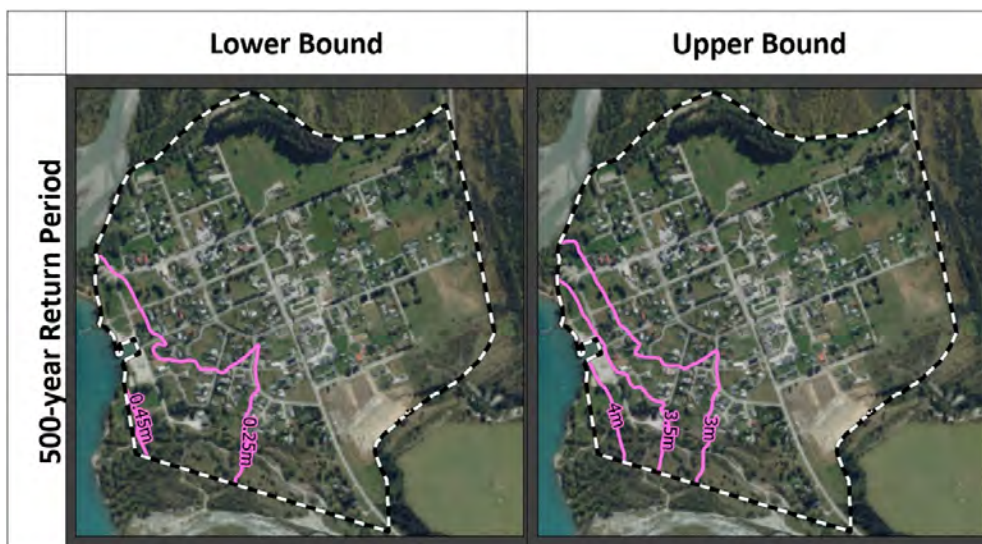 Lower Bound
Upper Bound
500-year Return Period
0.45m
0.25m
4m
3.5m
3m